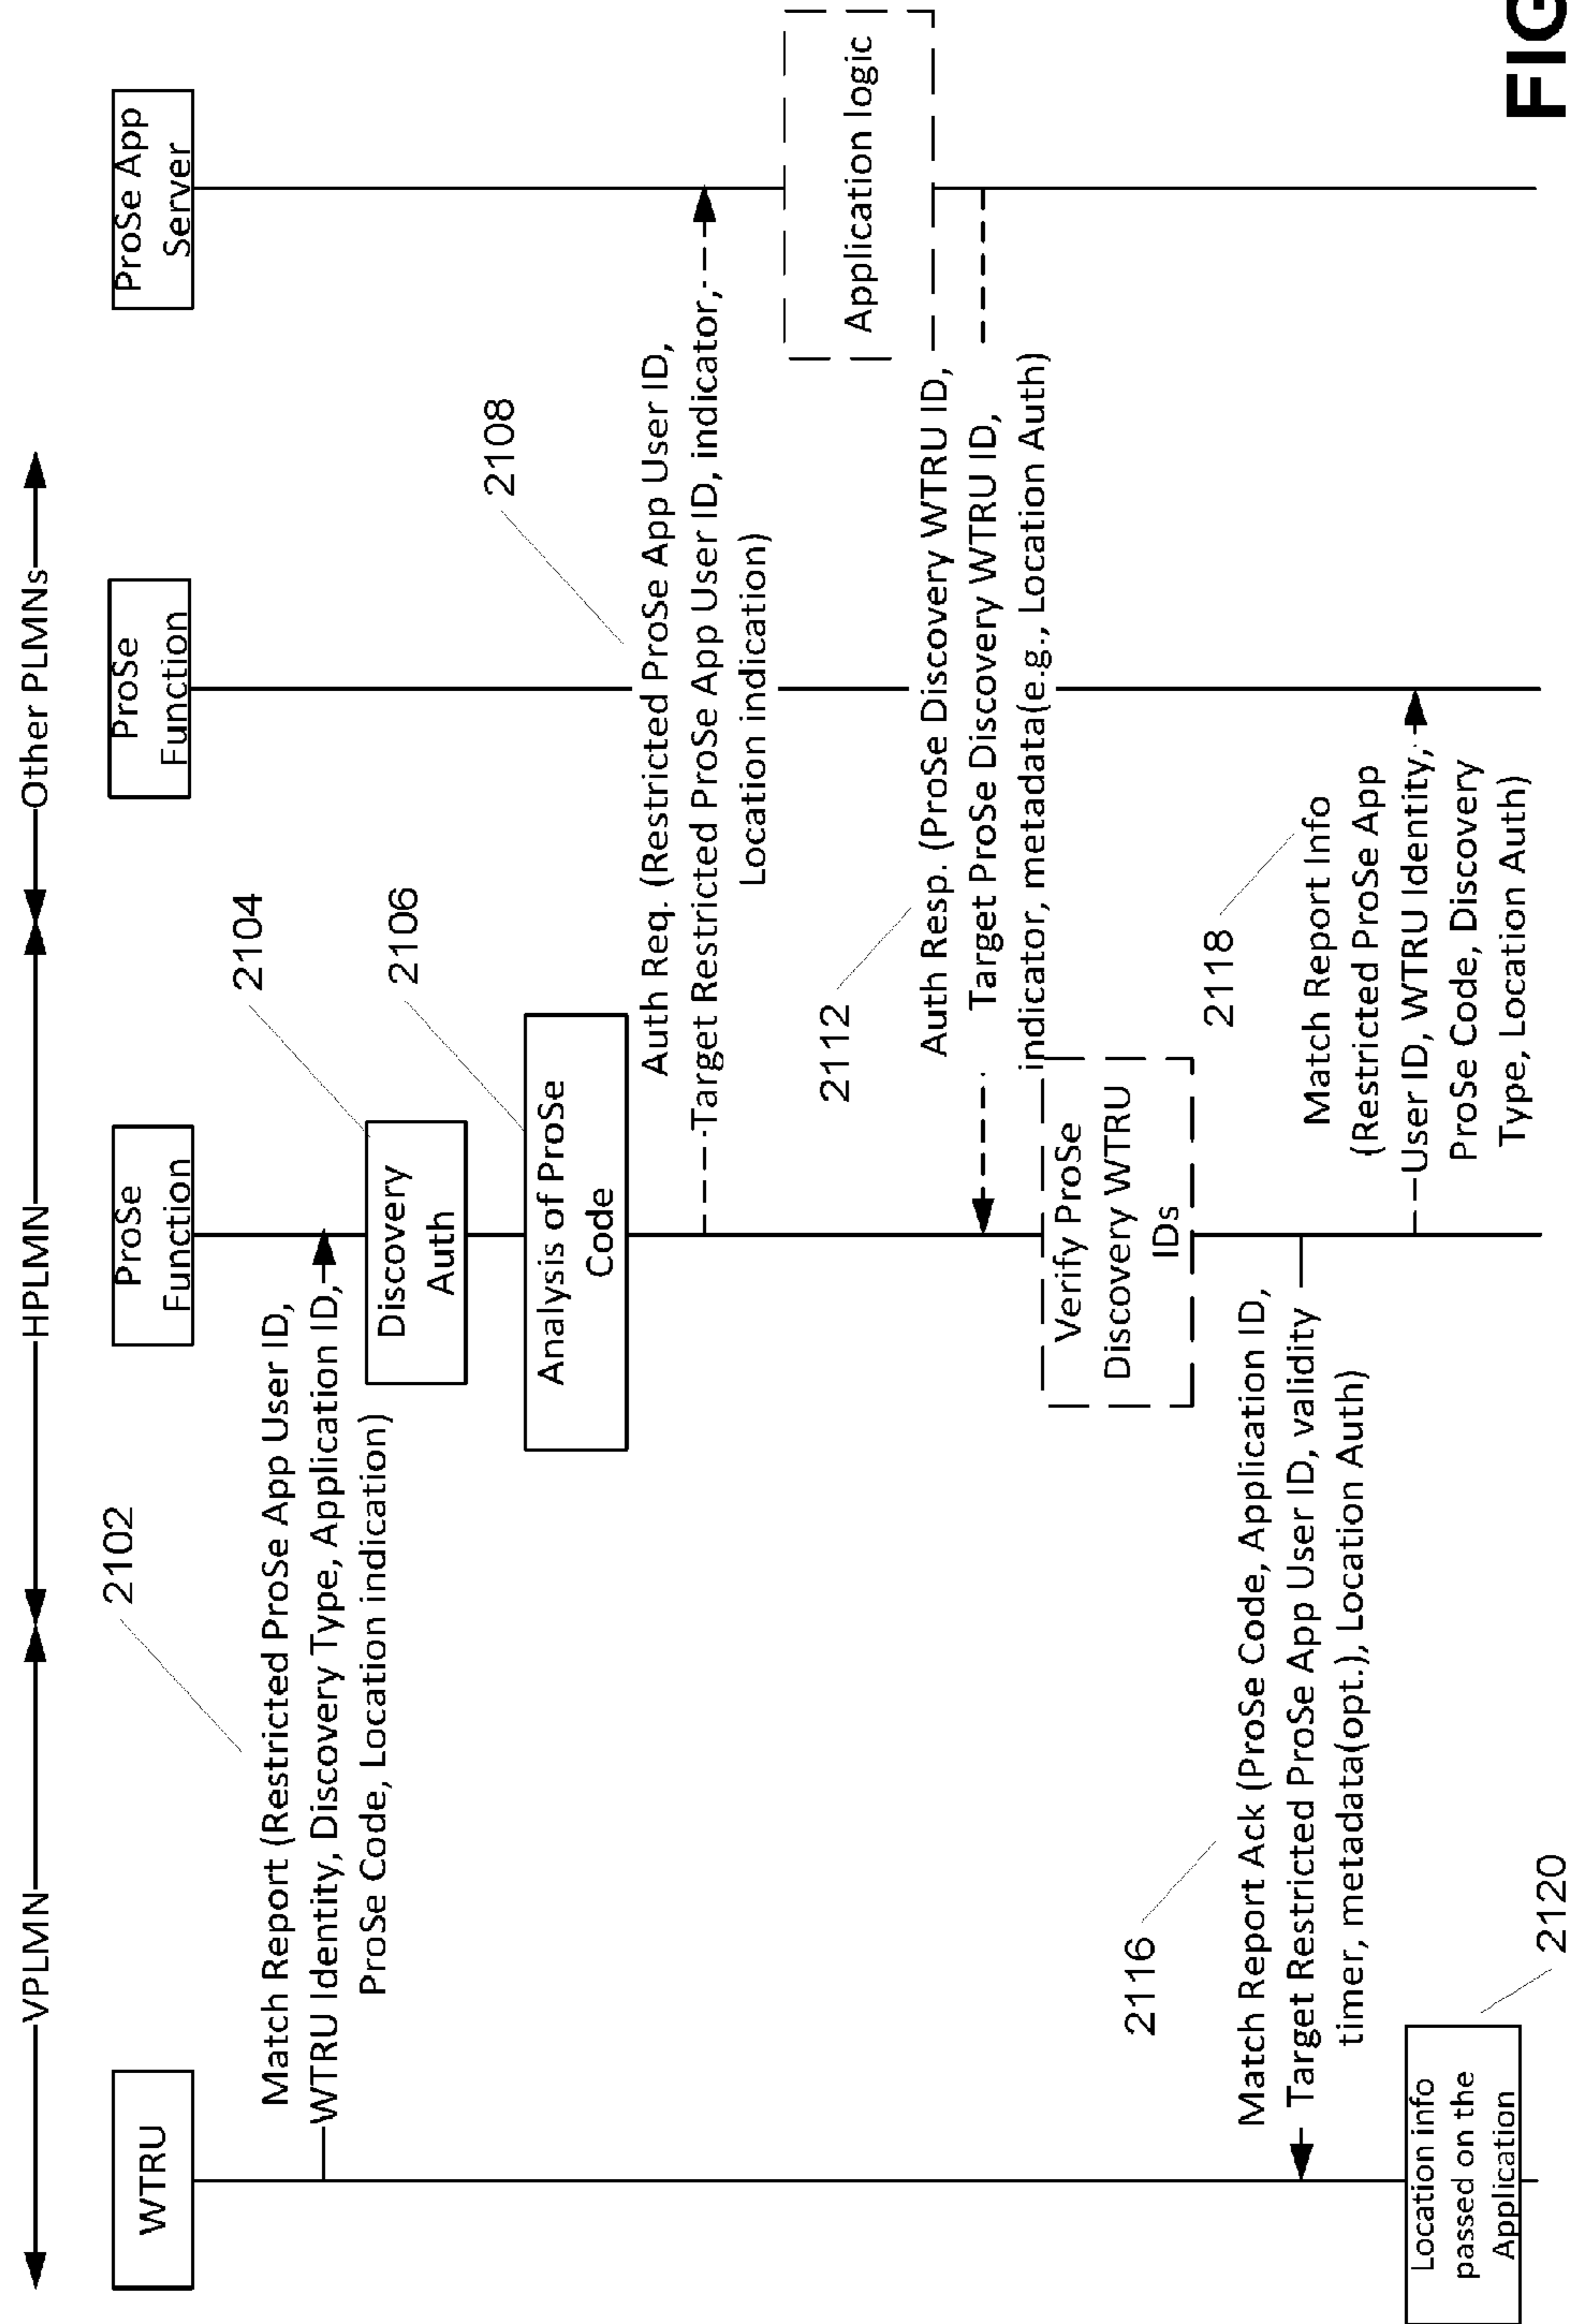 VPLMN
HPLMN
Other PLMNs
WTRU
ProSe
Function
ProSe
Function
ProSe App
Server
2102
Match Report (Restricted ProSe App User ID,
WTRU Identity, Discovery Type, Application ID,
ProSe Code, Location indication)
2104
Discovery
Auth
2106
Analysis of ProSe
Code
2108
Auth Req. (Restricted ProSe App User ID,
Target Restricted ProSe App User ID, indicator,
Location indication)
Application logic
2112
Auth Resp. (ProSe Discovery WTRU ID,
Target ProSe Discovery WTRU ID,
indicator, metadata(e.g., Location Auth)
Verify ProSe
Discovery WTRU
IDs
2116
Match Report Ack (ProSe Code, Application ID,
Target Restricted ProSe App User ID, validity
timer, metadata(opt.), Location Auth)
2118
Match Report Info
(Restricted ProSe App
User ID, WTRU Identity,
ProSe Code, Discovery
Type, Location Auth)
Location info
passed on the
Application
2120